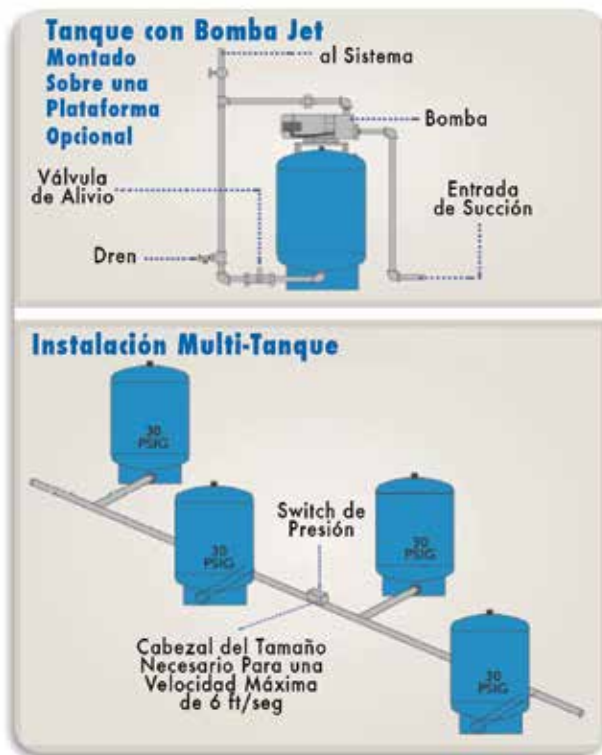 Tanque con Bomba Jet
Montado
Sobre una
Plataforma
Opcional
al Sistema
Bomba
Válvula
de Alivio
Entrada
de Succión
Dren
Instalación Multi-Tanque
30
PSIG
30
PSIG
Switch de
Presión
30
PSIG
Cabezal del Tamaño
Necesario Para una
Velocidad Máxima
de 6 ft/seg
30
PSIG